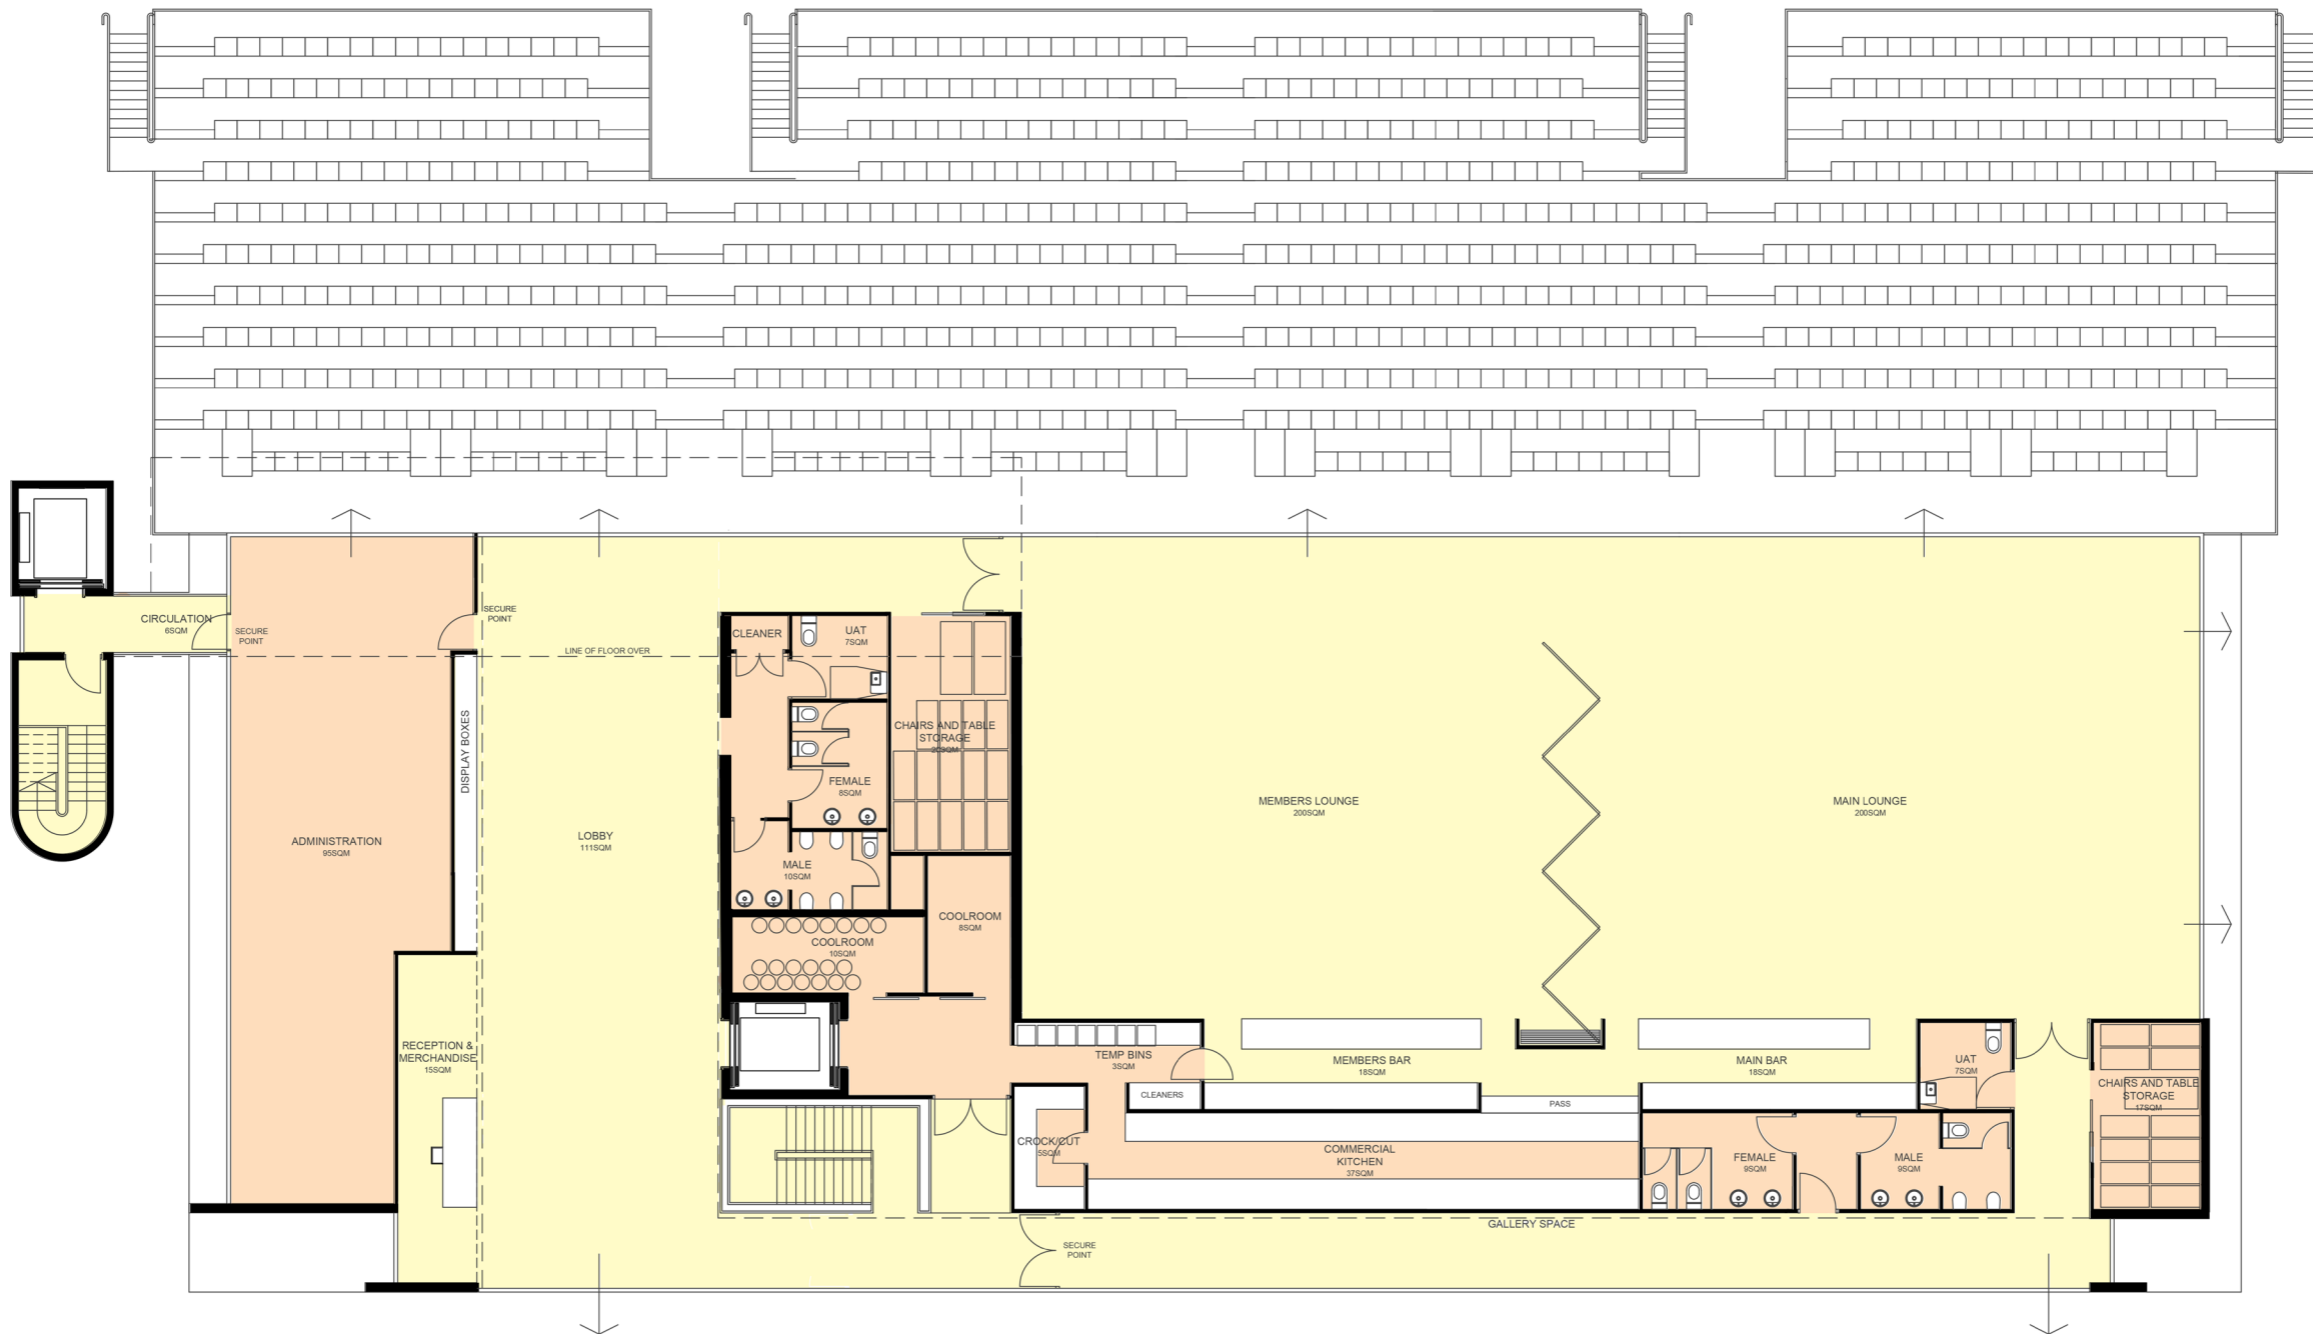 CIRCULATION
6SQM
SECURE
POINT
SECURE
POINT
LINE OF FLOOR OVER
CLEANER
UAT
7SQM
CHAIRS AND TABLE
STORAGE
DISPLAY BOXES
FEMALE
8SQM
MEMBERS LOUNGE
200SQM
MAIN LOUNGE
200SQM
ADMINISTRATION
95SQM
LOBBY
111SQM
MALE
10SQM
COOLROOM
8SQM
COOLROOM
10SQM
RECEPTION &
MERCHANDISE
15SQM
TEMP BINS
3SQM
MEMBERS BAR
18SQM
MAIN BAR
18SQM
UAT
7SQM
CHAIRS AND TABLE
STORAGE
17SQM
CLEANERS
PASS
CROCK/CUT
5SQM
COMMERCIAL
KITCHEN
37SQM
FEMALE
9SQM
MALE
9SQM
GALLERY SPACE
SECURE
POINT